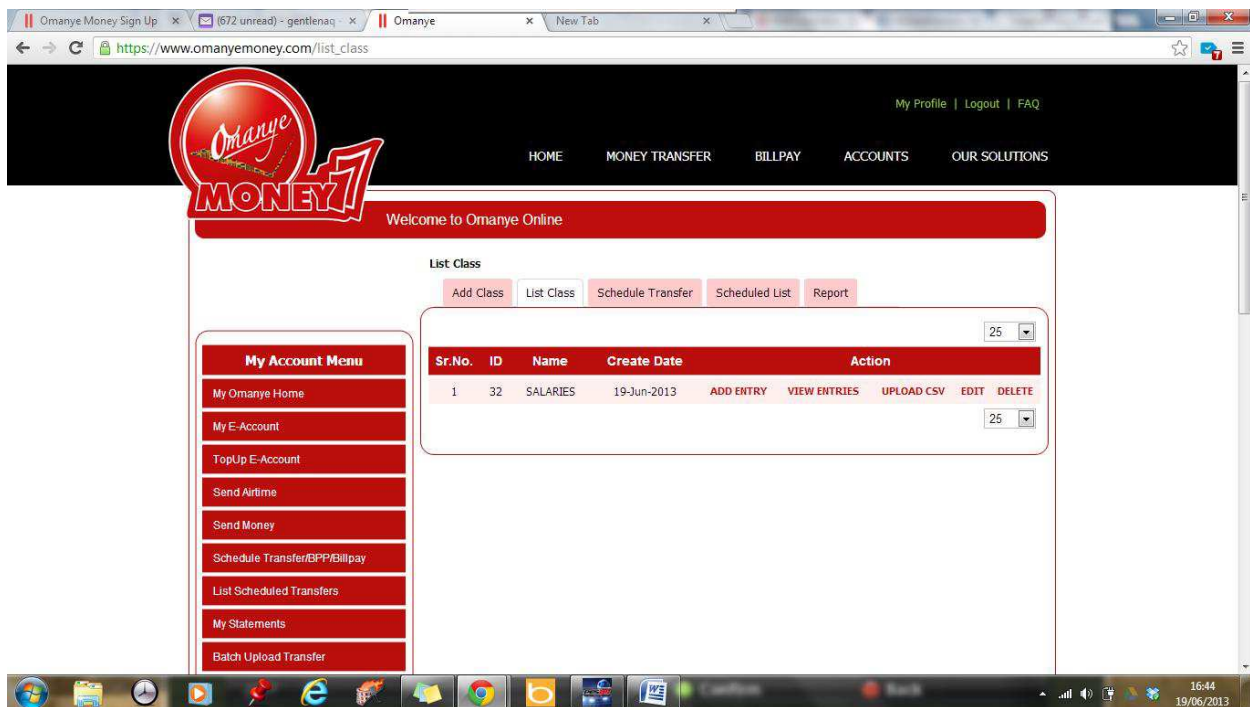 Omanye Money Sign Up
(672 unread) - gentlenaq
Omanye
New Tab
https://www.omanyemoney.com/list_class
7
My Profile | Logout | FAQ
Omanye
MONEY
HOME MONEY TRANSFER BILLPAY ACCOUNTS OUR SOLUTIONS
Welcome to Omanye Online
List Class
Add Class List Class Schedule Transfer Scheduled List Report
25
My Account Menu
My Omanye Home
My E-Account
TopUp E-Account
Send Airtime
Send Money
Schedule Transfer/BPP/Billpay
List Scheduled Transfers
My Statements
Batch Upload Transfer
Sr.No. ID Name Create Date Action
1 32 SALARIES 19-Jun-2013 ADD ENTRY VIEW ENTRIES UPLOAD CSV EDIT DELETE
25
Confirm Back
16:44
19/06/2013